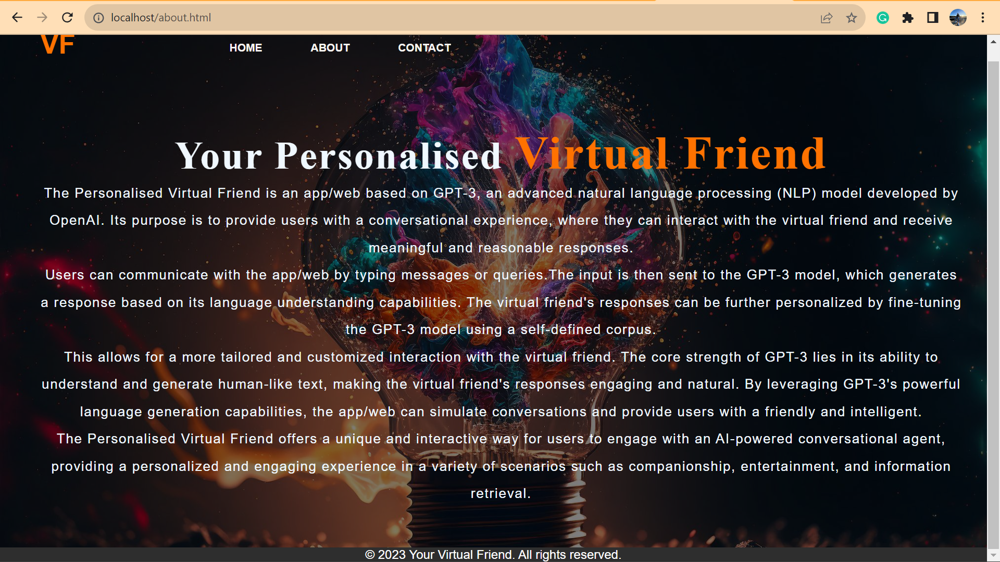 localhost/about.html
VF
HOME ABOUT CONTACT
Your Personalised Virtual Friend
The Personalised Virtual Friend is an app/web based on GPT-3, an advanced natural language processing (NLP) model developed by
OpenAI. Its purpose is to provide users with a conversational experience, where they can interact with the virtual friend and receive
meaningful and reasonable responses.
Users can communicate with the app/web by typing messages or queries.The input is then sent to the GPT-3 model, which generates
a response based on its language understanding capabilities. The virtual friend's responses can be further personalized by fine-tuning
the GPT-3 model using a self-defined corpus.
This allows for a more tailored and customized interaction with the virtual friend. The core strength of GPT-3 lies in its ability to
understand and generate human-like text, making the virtual friend's responses engaging and natural. By leveraging GPT-3's powerful
language generation capabilities, the app/web can simulate conversations and provide users with a friendly and intelligent.
The Personalised Virtual Friend offers a unique and interactive way for users to engage with an AI-powered conversational agent,
providing a personalized and engaging experience in a variety of scenarios such as companionship, entertainment, and information
retrieval.
© 2023 Your Virtual Friend. All rights reserved.